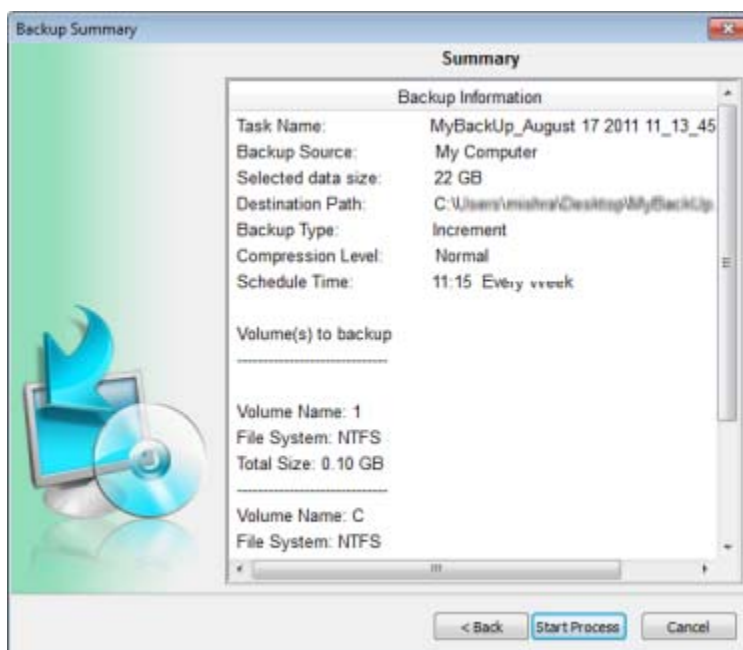 Backup Summary
Summary
Backup Information
Task Name: MyBackUp_August 17 2011 11_13_45
Backup Source: My Computer
Selected data size: 22 GB
Destination Path: C:\
Backup Type: Increment
Compression Level: Normal
Schedule Time: 11:15 Every week
Volume(s) to backup
------------------------------
Volume Name: 1
File System: NTFS
Total Size: 0.10 GB
------------------------------
Volume Name: C
File System: NTFS
< Back Start Process Cancel